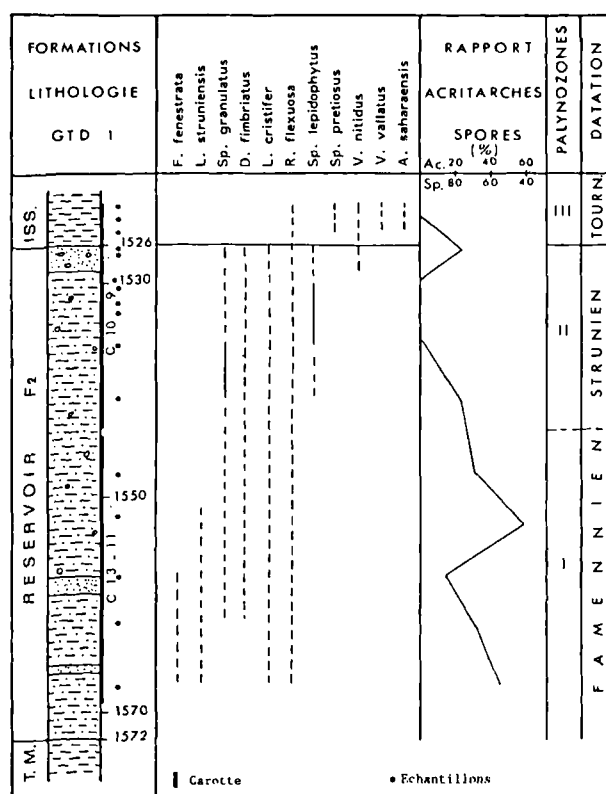 FORMATIONS
LITHOLOGIE
GTD 1
F. fenestrata
L. struniensis
Sp. granulatus
D. fimbriatus
L. cristifer
R. flexuosa
Sp. lepidophytus
Sp. pretiosus
V. nitidus
V. vallatus
A. saharaensis
RAPPORT
ACRITARCHES
SPORES
(%)
Ac. 20 40 60
Sp. 80 60 40
PALYNOZONES
DATATION
ISS.
RESERVOIR F2
T.M.
1526
1530
1550
1570
1572
C 10 9
C 13 - 11
III
II
I
TOURN
STRUNIEN
FAMENNIEN
Carotte
Echantillons